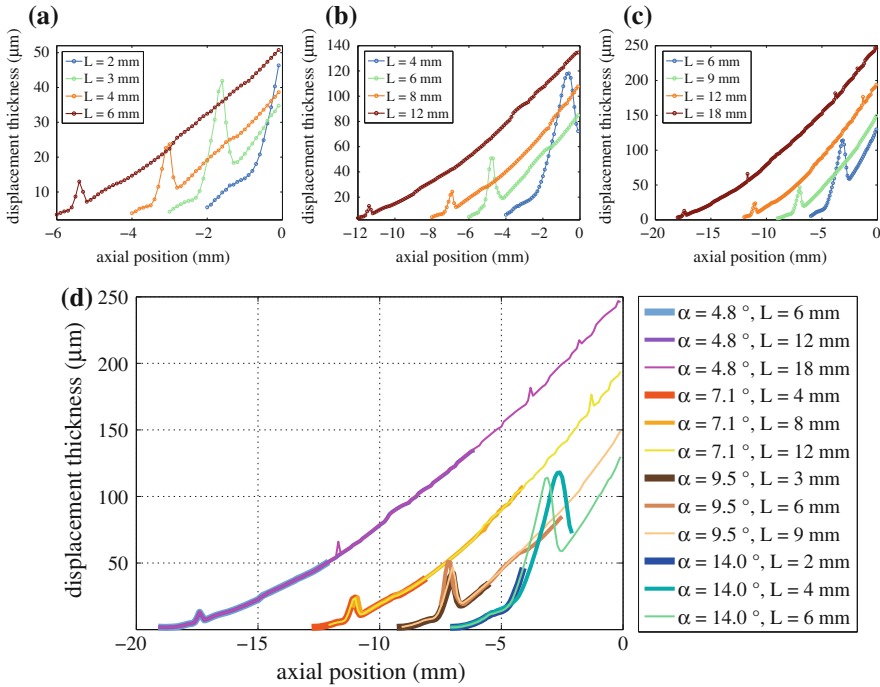 (a)
displacement thickness (µm)
50
40
30
20
10
L = 2 mm
L = 3 mm
L = 4 mm
L = 6 mm
−6
−4
−2
0
axial position (mm)
(b)
displacement thickness (µm)
140
120
100
80
60
40
20
L = 4 mm
L = 6 mm
L = 8 mm
L = 12 mm
−12
−10
−8
−6
−4
−2
0
axial position (mm)
(c)
displacement thickness (µm)
250
200
150
100
50
0
L = 6 mm
L = 9 mm
L = 12 mm
L = 18 mm
−20
−15
−10
−5
0
axial position (mm)
(d)
displacement thickness (µm)
250
200
150
100
50
−20
−15
−10
−5
0
axial position (mm)
α = 4.8 °, L = 6 mm
α = 4.8 °, L = 12 mm
α = 4.8 °, L = 18 mm
α = 7.1 °, L = 4 mm
α = 7.1 °, L = 8 mm
α = 7.1 °, L = 12 mm
α = 9.5 °, L = 3 mm
α = 9.5 °, L = 6 mm
α = 9.5 °, L = 9 mm
α = 14.0 °, L = 2 mm
α = 14.0 °, L = 4 mm
α = 14.0 °, L = 6 mm